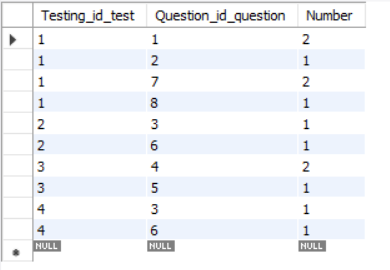 Testing_id_test Question_id_question Number
1 1 2
1 2 1
1 7 2
1 8 1
2 3 1
2 6 1
3 4 2
3 5 1
4 3 1
4 6 1
NULL NULL NULL